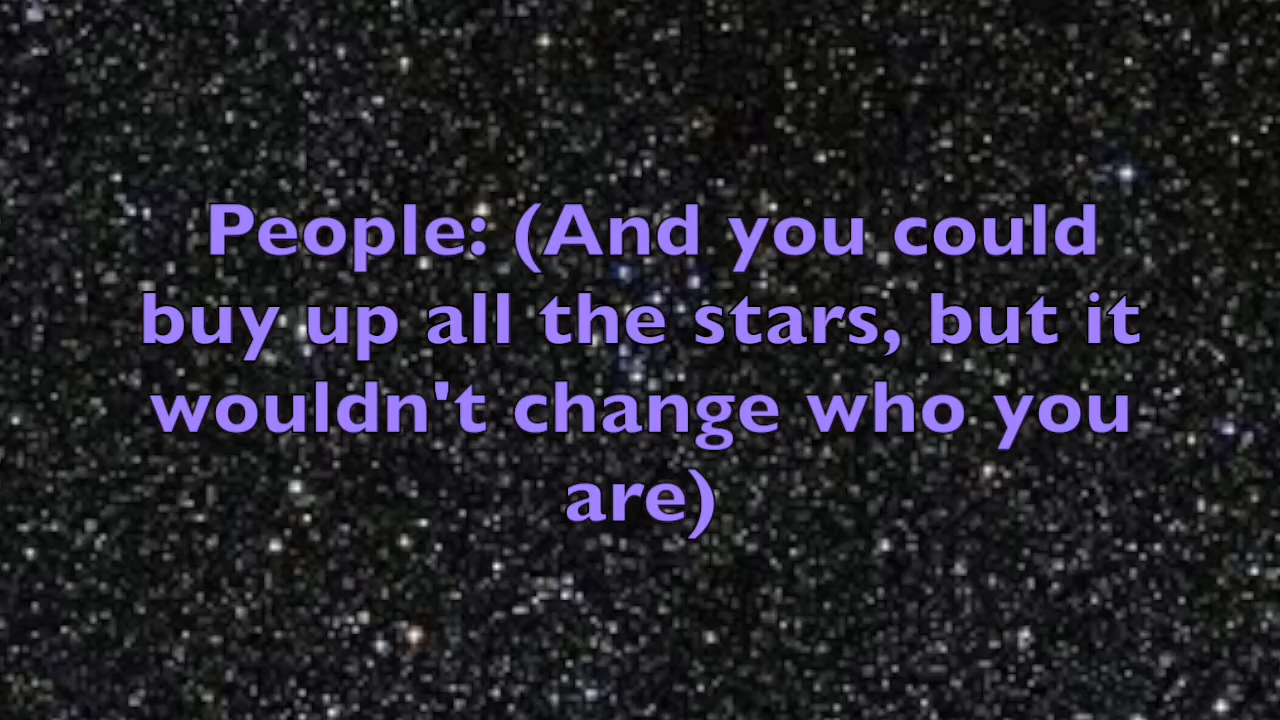 People: (And you could
buy up all the stars, but it
wouldn't change who you
are)